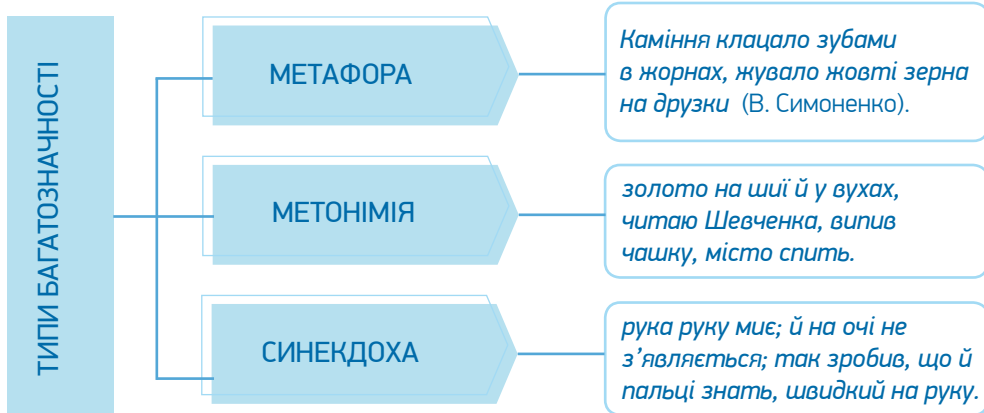 ТИПИ БАГАТОЗНАЧНОСТІ
МЕТАФОРА
Каміння клацало зубами
в жорнах, жувало жовті зерна
на друзки (В. Симоненко).
МЕТОНІМІЯ
золото на шиї й у вухах,
читаю Шевченка, випив
чашку, місто спить.
СИНЕКДОХА
рука руку миє; й на очі не
з’являється; так зробив, що й
пальці знать, швидкий на руку.